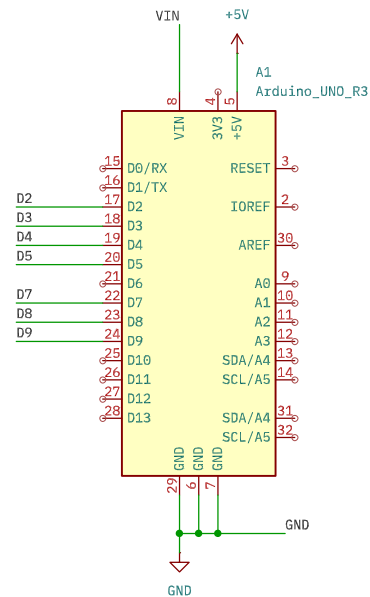 VIN
+5V
A1
Arduino_UNO_R3
8
4
5
VIN
3V3
+5V
15 D0/RX
RESET 3
16 D1/TX
D2 17 D2
IOREF 2
D3 18 D3
D4 19 D4
AREF 30
D5 20 D5
21 D6
A0 9
D7 22 D7
A1 10
D8 23 D8
A2 11
D9 24 D9
A3 12
25 D10
SDA/A4 13
26 D11
SCL/A5 14
27 D12
28 D13
SDA/A4 31
SCL/A5 32
GND
GND
GND
29
6
7
GND
GND